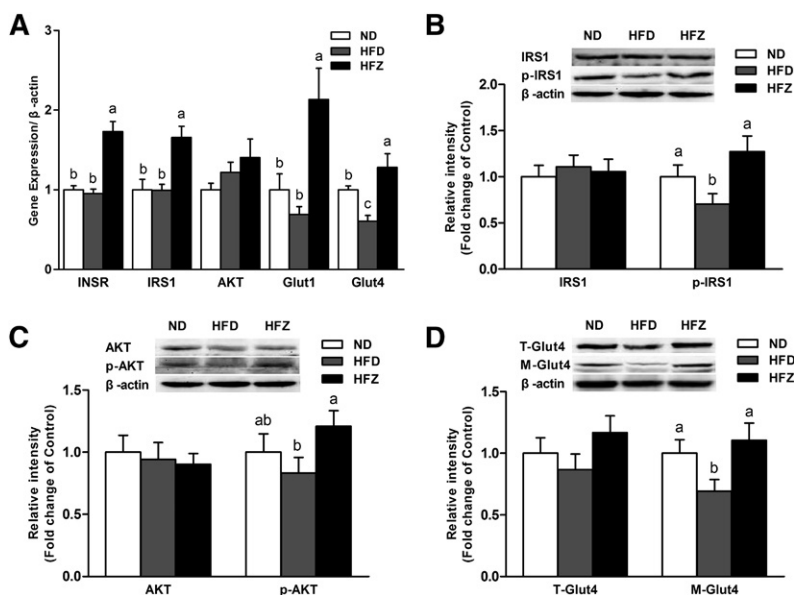 A
Gene Expression/ β -actin
3
2
1
0
ND
HFD
HFZ
b b a
b b a
b b a
b c a
INSR IRS1 AKT Glut1 Glut4
B
ND HFD HFZ
IRS1
p-IRS1
β -actin
ND
HFD
HFZ
Relative intensity
(Fold change of Control)
2.0
1.5
1.0
0.5
0.0
a b a
IRS1 p-IRS1
C
ND HFD HFZ
AKT
p-AKT
β -actin
ND
HFD
HFZ
Relative intensity
(Fold change of Control)
1.5
1.0
0.5
0.0
ab b a
AKT p-AKT
D
ND HFD HFZ
T-Glut4
M-Glut4
β -actin
ND
HFD
HFZ
Relative intensity
(Fold change of Control)
1.5
1.0
0.5
0.0
a b a
T-Glut4 M-Glut4